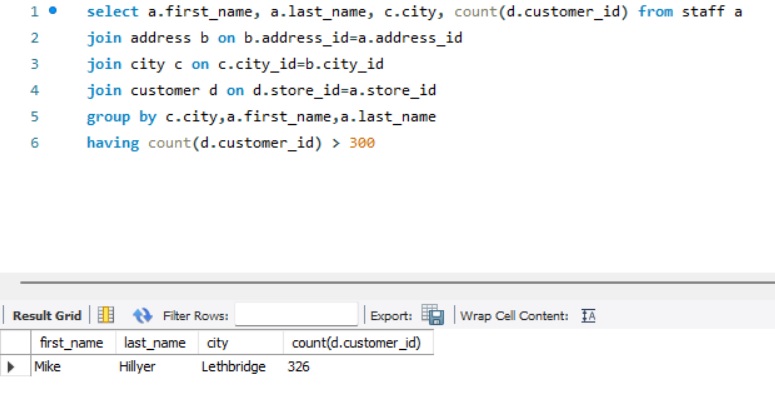 1 select a.first_name, a.last_name, c.city, count(d.customer_id) from staff a
2 join address b on b.address_id=a.address_id
3 join city c on c.city_id=b.city_id
4 join customer d on d.store_id=a.store_id
5 group by c.city,a.first_name,a.last_name
6 having count(d.customer_id) > 300
Result Grid Filter Rows: Export: Wrap Cell Content:
first_name last_name city count(d.customer_id)
Mike Hillyer Lethbridge 326